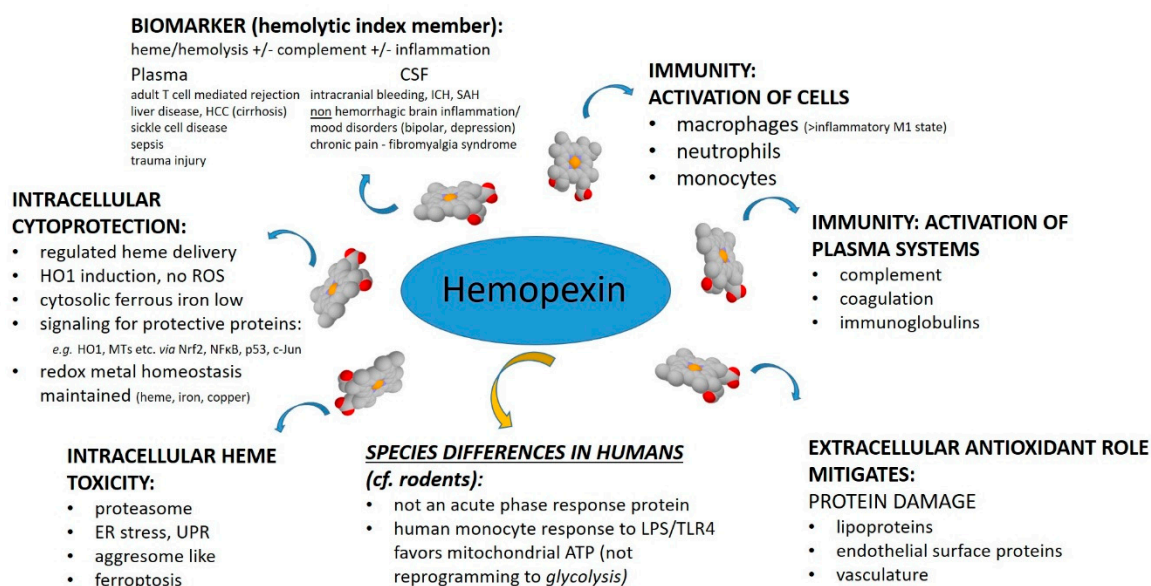 BIOMARKER (hemolytic index member):
heme/hemolysis +/- complement +/- inflammation
Plasma
adult T cell mediated rejection
liver disease, HCC (cirrhosis)
sickle cell disease
sepsis
trauma injury
CSF
intracranial bleeding, ICH, SAH
non hemorrhagic brain inflammation/
mood disorders (bipolar, depression)
chronic pain - fibromyalgia syndrome
IMMUNITY:
ACTIVATION OF CELLS
• macrophages (>inflammatory M1 state)
• neutrophils
• monocytes
INTRACELLULAR
CYTOPROTECTION:
• regulated heme delivery
• HO1 induction, no ROS
• cytosolic ferrous iron low
• signaling for protective proteins:
e.g. HO1, MTs etc. via Nrf2, NFκB, p53, c-Jun
• redox metal homeostasis
maintained (heme, iron, copper)
Hemopexin
IMMUNITY: ACTIVATION OF
PLASMA SYSTEMS
• complement
• coagulation
• immunoglobulins
INTRACELLULAR HEME
TOXICITY:
• proteasome
• ER stress, UPR
• aggresome like
• ferroptosis
SPECIES DIFFERENCES IN HUMANS
(cf. rodents):
• not an acute phase response protein
• human monocyte response to LPS/TLR4
favors mitochondrial ATP (not
reprogramming to glycolysis)
EXTRACELLULAR ANTIOXIDANT ROLE
MITIGATES:
PROTEIN DAMAGE
• lipoproteins
• endothelial surface proteins
• vasculature